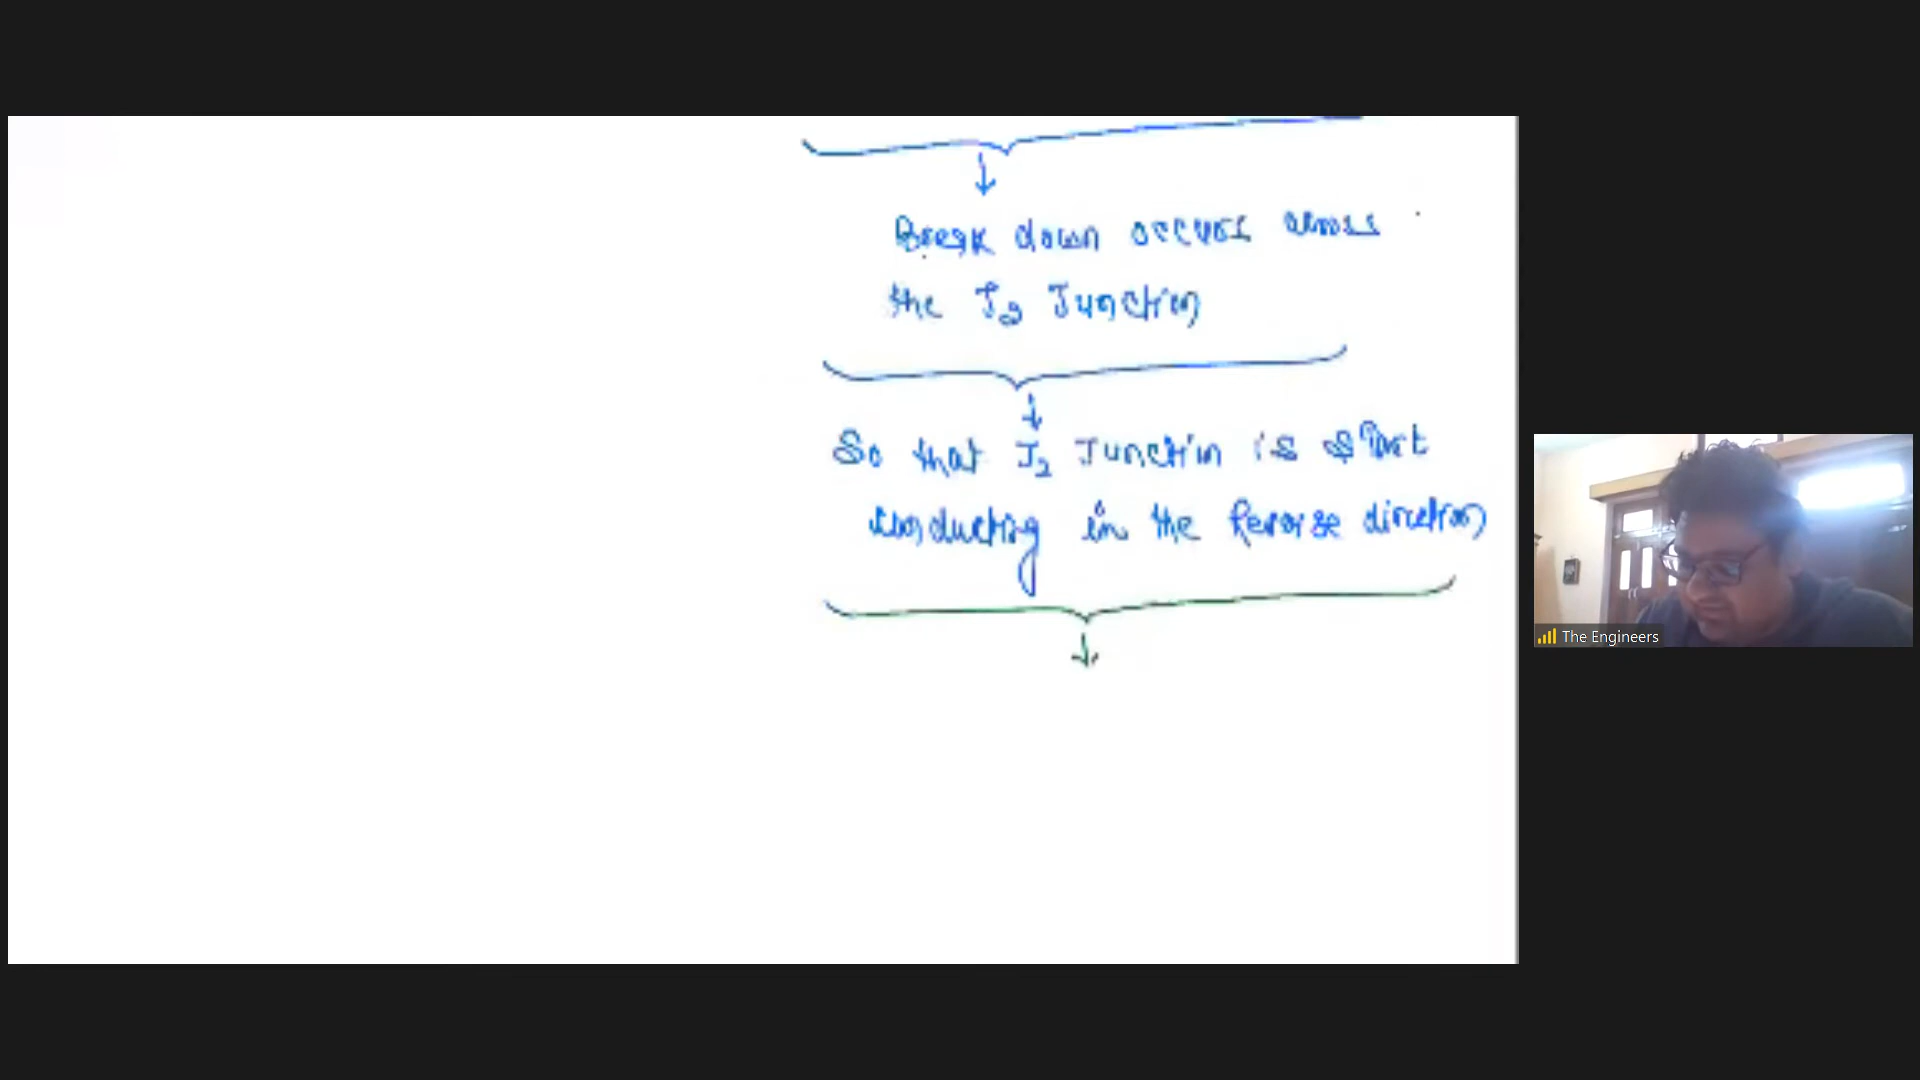 Break down occurs across
the J2 Junction
So that J2 Junction is start
conducting in the Reverse direction
The Engineers